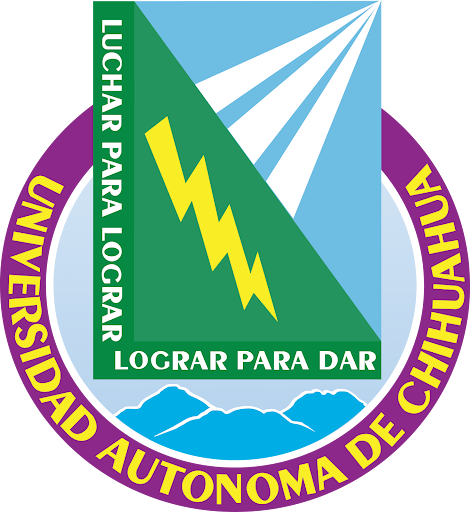 LUCHAR PARA LOGRAR
LOGRAR PARA DAR
UNIVERSIDAD AUTONOMA DE CHIHUAHUA